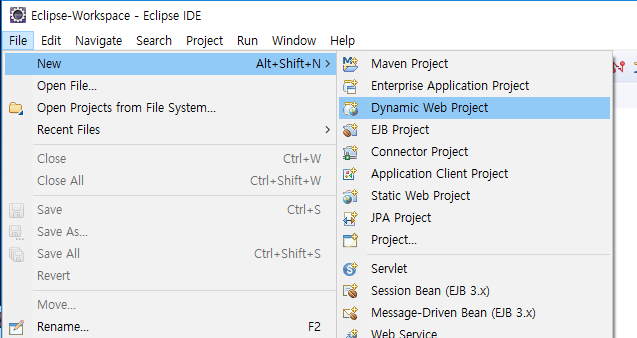 Eclipse-Workspace - Eclipse IDE
File Edit Navigate Search Project Run Window Help
New Alt+Shift+N
Open File...
Open Projects from File System...
Recent Files
Close Ctrl+W
Close All Ctrl+Shift+W
Save Ctrl+S
Save As...
Save All Ctrl+Shift+S
Revert
Move...
Rename... F2
Maven Project
Enterprise Application Project
Dynamic Web Project
EJB Project
Connector Project
Application Client Project
Static Web Project
JPA Project
Project...
Servlet
Session Bean (EJB 3.x)
Message-Driven Bean (EJB 3.x)
Web Service